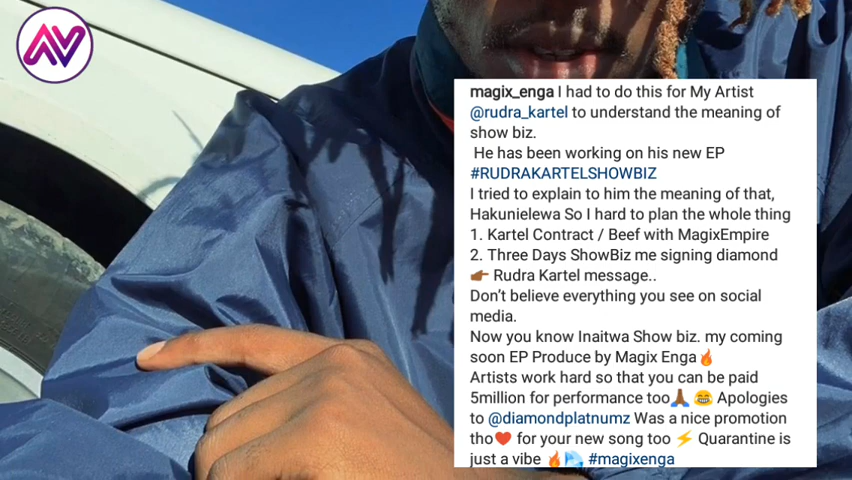 AV
magix_enga I had to do this for My Artist
@rudra_kartel to understand the meaning of
show biz.
He has been working on his new EP
#RUDRAKARTELSHOWBIZ
I tried to explain to him the meaning of that,
Hakunielewa So I hard to plan the whole thing
1. Kartel Contract / Beef with MagixEmpire
2. Three Days ShowBiz me signing diamond
👉🏾 Rudra Kartel message..
Don't believe everything you see on social
media.
Now you know Inaitwa Show biz. my coming
soon EP Produce by Magix Enga🔥
Artists work hard so that you can be paid
5million for performance too🙏🏾😂 Apologies
to @diamondplatnumz Was a nice promotion
tho❤️ for your new song too ⚡ Quarantine is
just a vibe 🔥💦 #magixenga